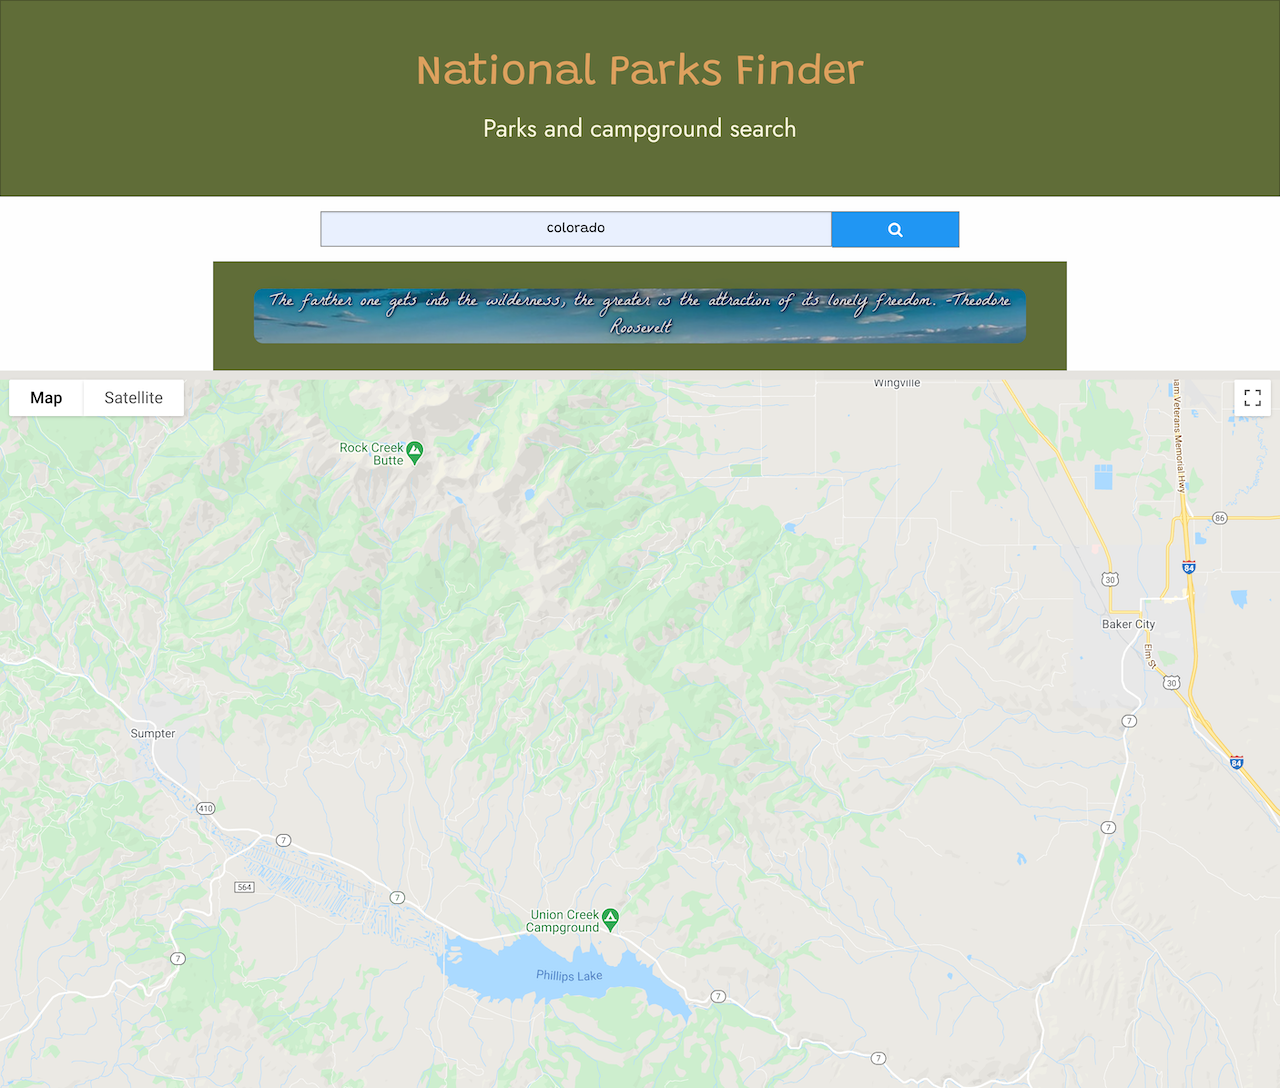 National Parks Finder
Parks and campground search
colorado
The farther one gets into the wilderness, the greater is the attraction of its lonely freedom. -Theodore
Roosevelt
Map
Satellite
Wingville
Rock Creek
Butte
Veterans Memorial Hwy
86
84
30
Baker City
Elm St
30
7
Sumpter
84
410
7
7
564
7
Union Creek
Campground
7
Phillips Lake
7
7